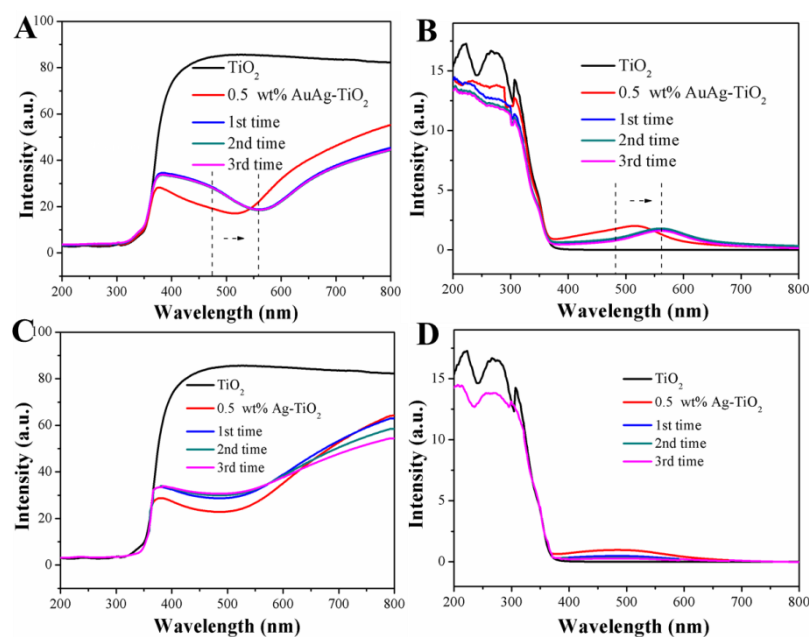 A
100
80
60
40
20
0
Intensity (a.u.)
TiO2
0.5 wt% AuAg-TiO2
1st time
2nd time
3rd time
200 300 400 500 600 700 800
Wavelength (nm)
B
15
10
5
0
Intensity (a.u.)
TiO2
0.5 wt% AuAg-TiO2
1st time
2nd time
3rd time
200 300 400 500 600 700 800
Wavelength (nm)
C
100
80
60
40
20
0
Intensity (a.u.)
TiO2
0.5 wt% Ag-TiO2
1st time
2nd time
3rd time
200 300 400 500 600 700 800
Wavelength (nm)
D
15
10
5
0
Intensity (a.u.)
TiO2
0.5 wt% Ag-TiO2
1st time
2nd time
3rd time
200 300 400 500 600 700 800
Wavelength (nm)